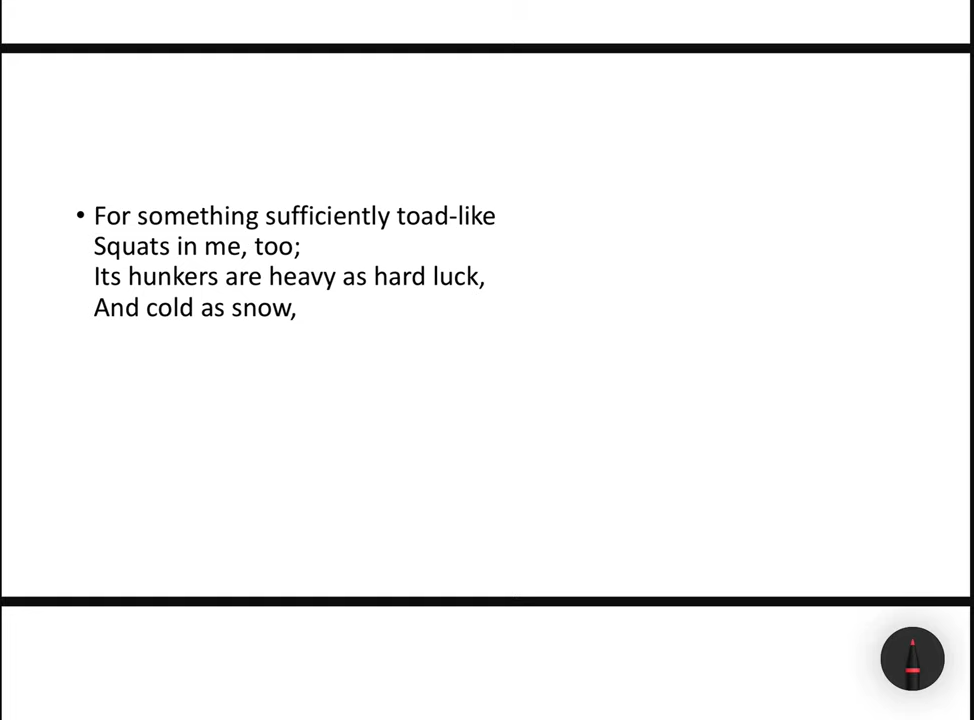 • For something sufficiently toad-like
Squats in me, too;
Its hunkers are heavy as hard luck,
And cold as snow,